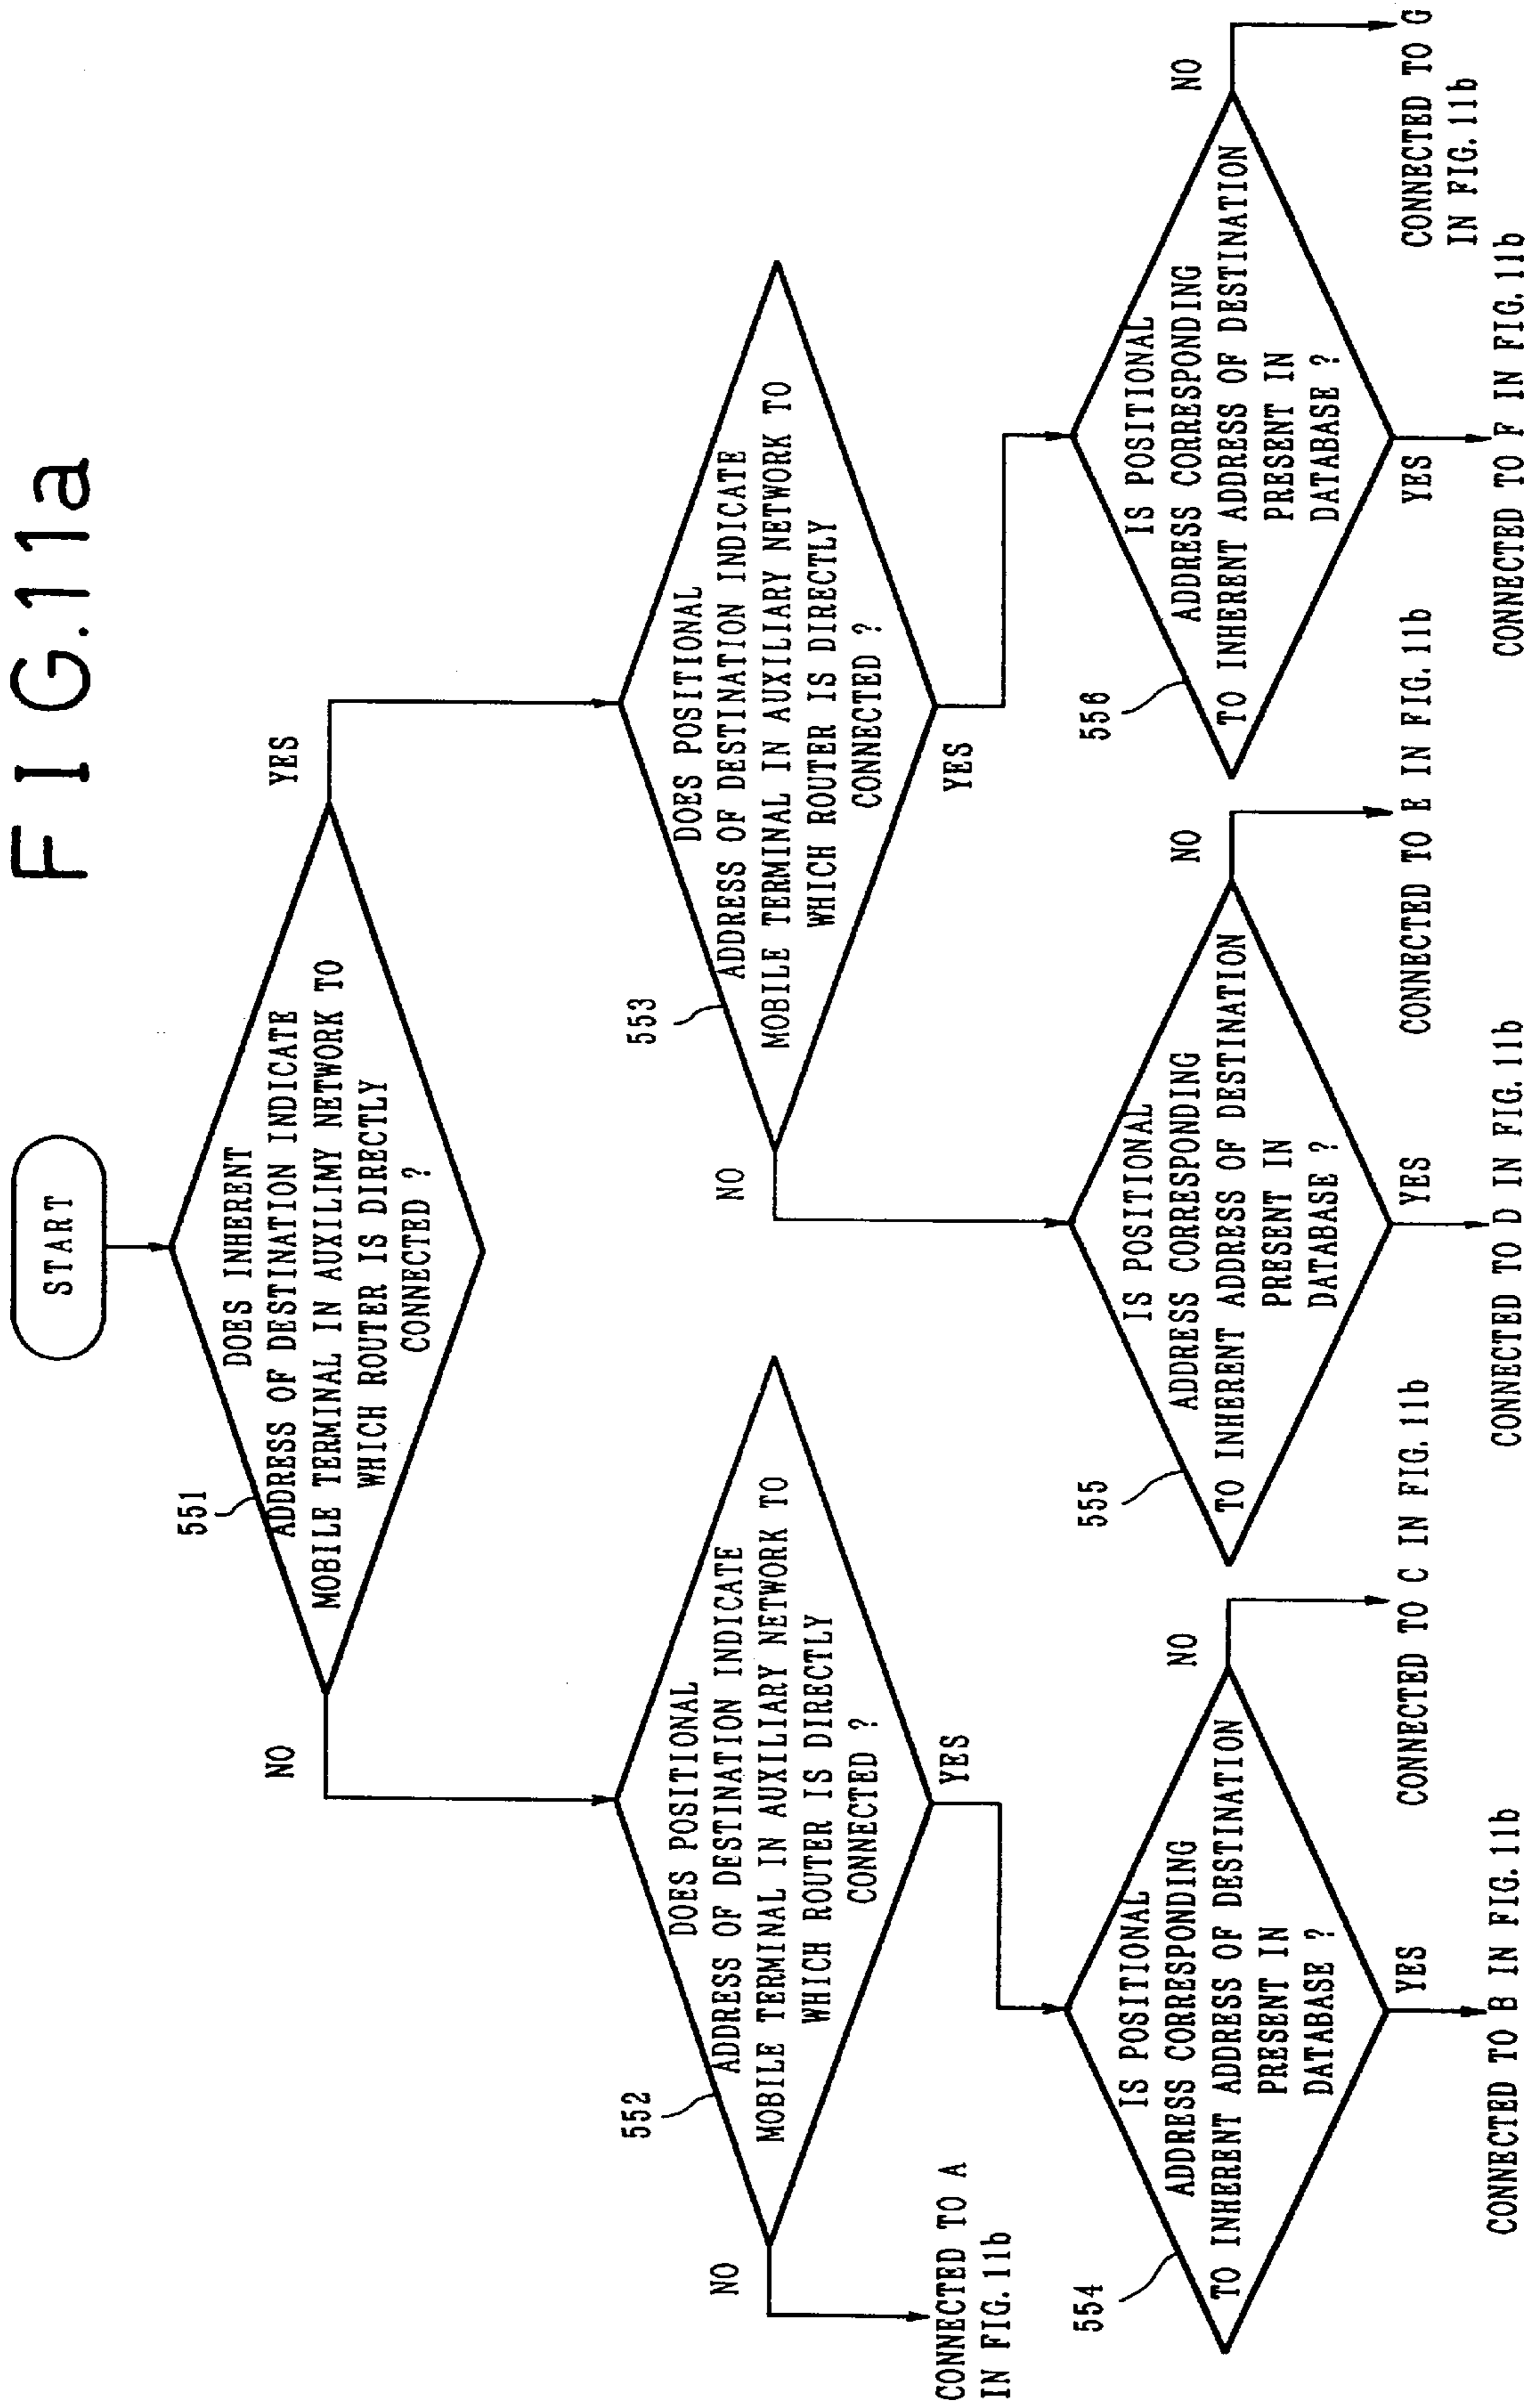 FIG.11a
START
551
DOES INHERENT
ADDRESS OF DESTINATION INDICATE
MOBILE TERMINAL IN AUXILIMY NETWORK TO
WHICH ROUTER IS DIRECTLY
CONNECTED ?
NO
YES
552
DOES POSITIONAL
ADDRESS OF DESTINATION INDICATE
MOBILE TERMINAL IN AUXILIARY NETWORK TO
WHICH ROUTER IS DIRECTLY
CONNECTED ?
NO
YES
CONNECTED TO A
IN FIG.11b
553
DOES POSITIONAL
ADDRESS OF DESTINATION INDICATE
MOBILE TERMINAL IN AUXILIARY NETWORK TO
WHICH ROUTER IS DIRECTLY
CONNECTED ?
NO
YES
554
IS POSITIONAL
ADDRESS CORRESPONDING
TO INHERENT ADDRESS OF DESTINATION
PRESENT IN
DATABASE ?
NO
YES
CONNECTED TO C IN FIG.11b
CONNECTED TO B IN FIG.11b
555
IS POSITIONAL
ADDRESS CORRESPONDING
TO INHERENT ADDRESS OF DESTINATION
PRESENT IN
DATABASE ?
NO
YES
CONNECTED TO E IN FIG.11b
CONNECTED TO D IN FIG.11b
556
IS POSITIONAL
ADDRESS CORRESPONDING
TO INHERENT ADDRESS OF DESTINATION
PRESENT IN
DATABASE ?
NO
YES
CONNECTED TO G
IN FIG.11b
CONNECTED TO F IN FIG.11b